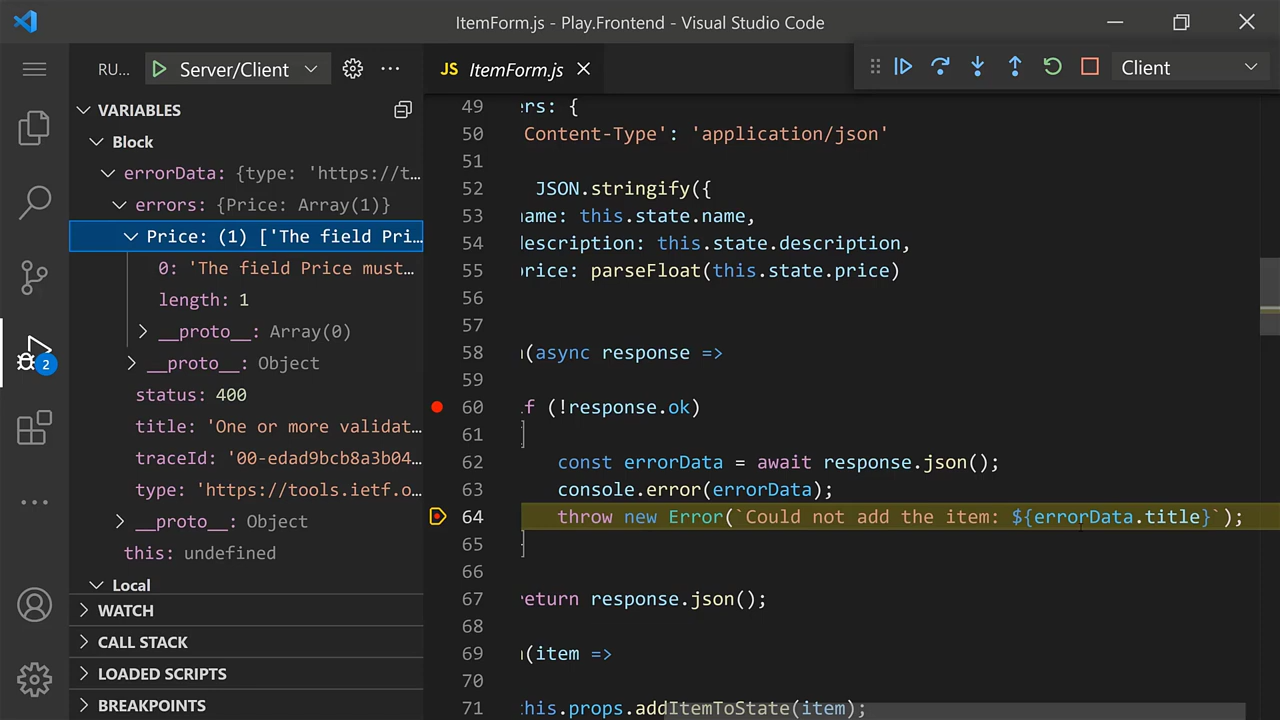 ItemForm.js - Play.Frontend - Visual Studio Code
RU... Server/Client
JS ItemForm.js
Client
VARIABLES
Block
errorData: {type: 'https://t…
errors: {Price: Array(1)}
Price: (1) ['The field Pri…
0: 'The field Price must…
length: 1
__proto__: Array(0)
__proto__: Object
status: 400
title: 'One or more validat…
traceId: '00-edad9bcb8a3b04…
type: 'https://tools.ietf.o…
__proto__: Object
this: undefined
Local
WATCH
CALL STACK
LOADED SCRIPTS
BREAKPOINTS
2
49 ers: {
50 Content-Type': 'application/json'
51
52 JSON.stringify({
53 name: this.state.name,
54 description: this.state.description,
55 price: parseFloat(this.state.price)
56
57
58 (async response =>
59
60 f (!response.ok)
61
62 const errorData = await response.json();
63 console.error(errorData);
64 throw new Error(`Could not add the item: ${errorData.title}`);
65 }
66
67 return response.json();
68
69 (item =>
70
71 this.props.addItemToState(item);